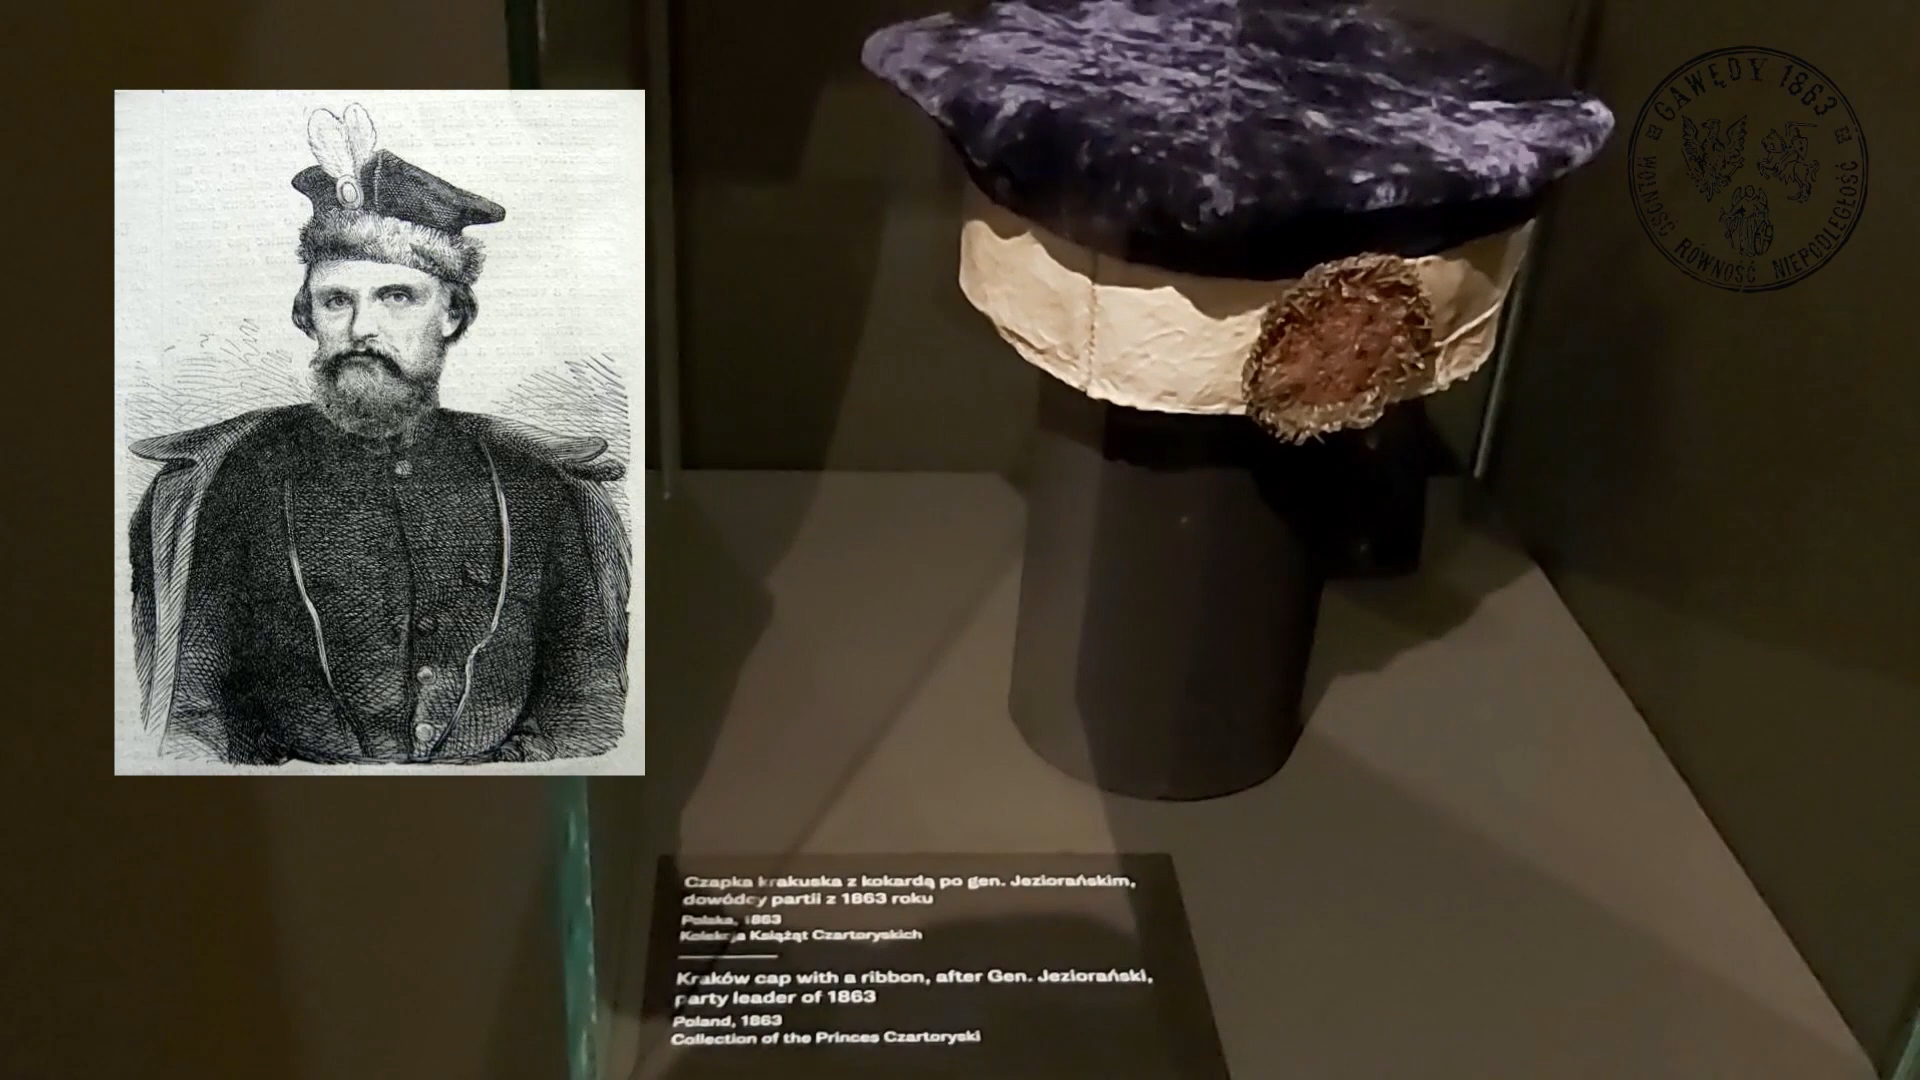 GAWĘDY 1863
WOLNOŚĆ RÓWNOŚĆ NIEPODLEGŁOŚĆ
Czapka krakuska z kokardą po gen. Jeziorańskim,
dowódcy partii z 1863 roku
Polska, 1863
Kolekcja Książąt Czartoryskich
Kraków cap with a ribbon, after Gen. Jeziorański,
party leader of 1863
Poland, 1863
Collection of the Princes Czartoryski